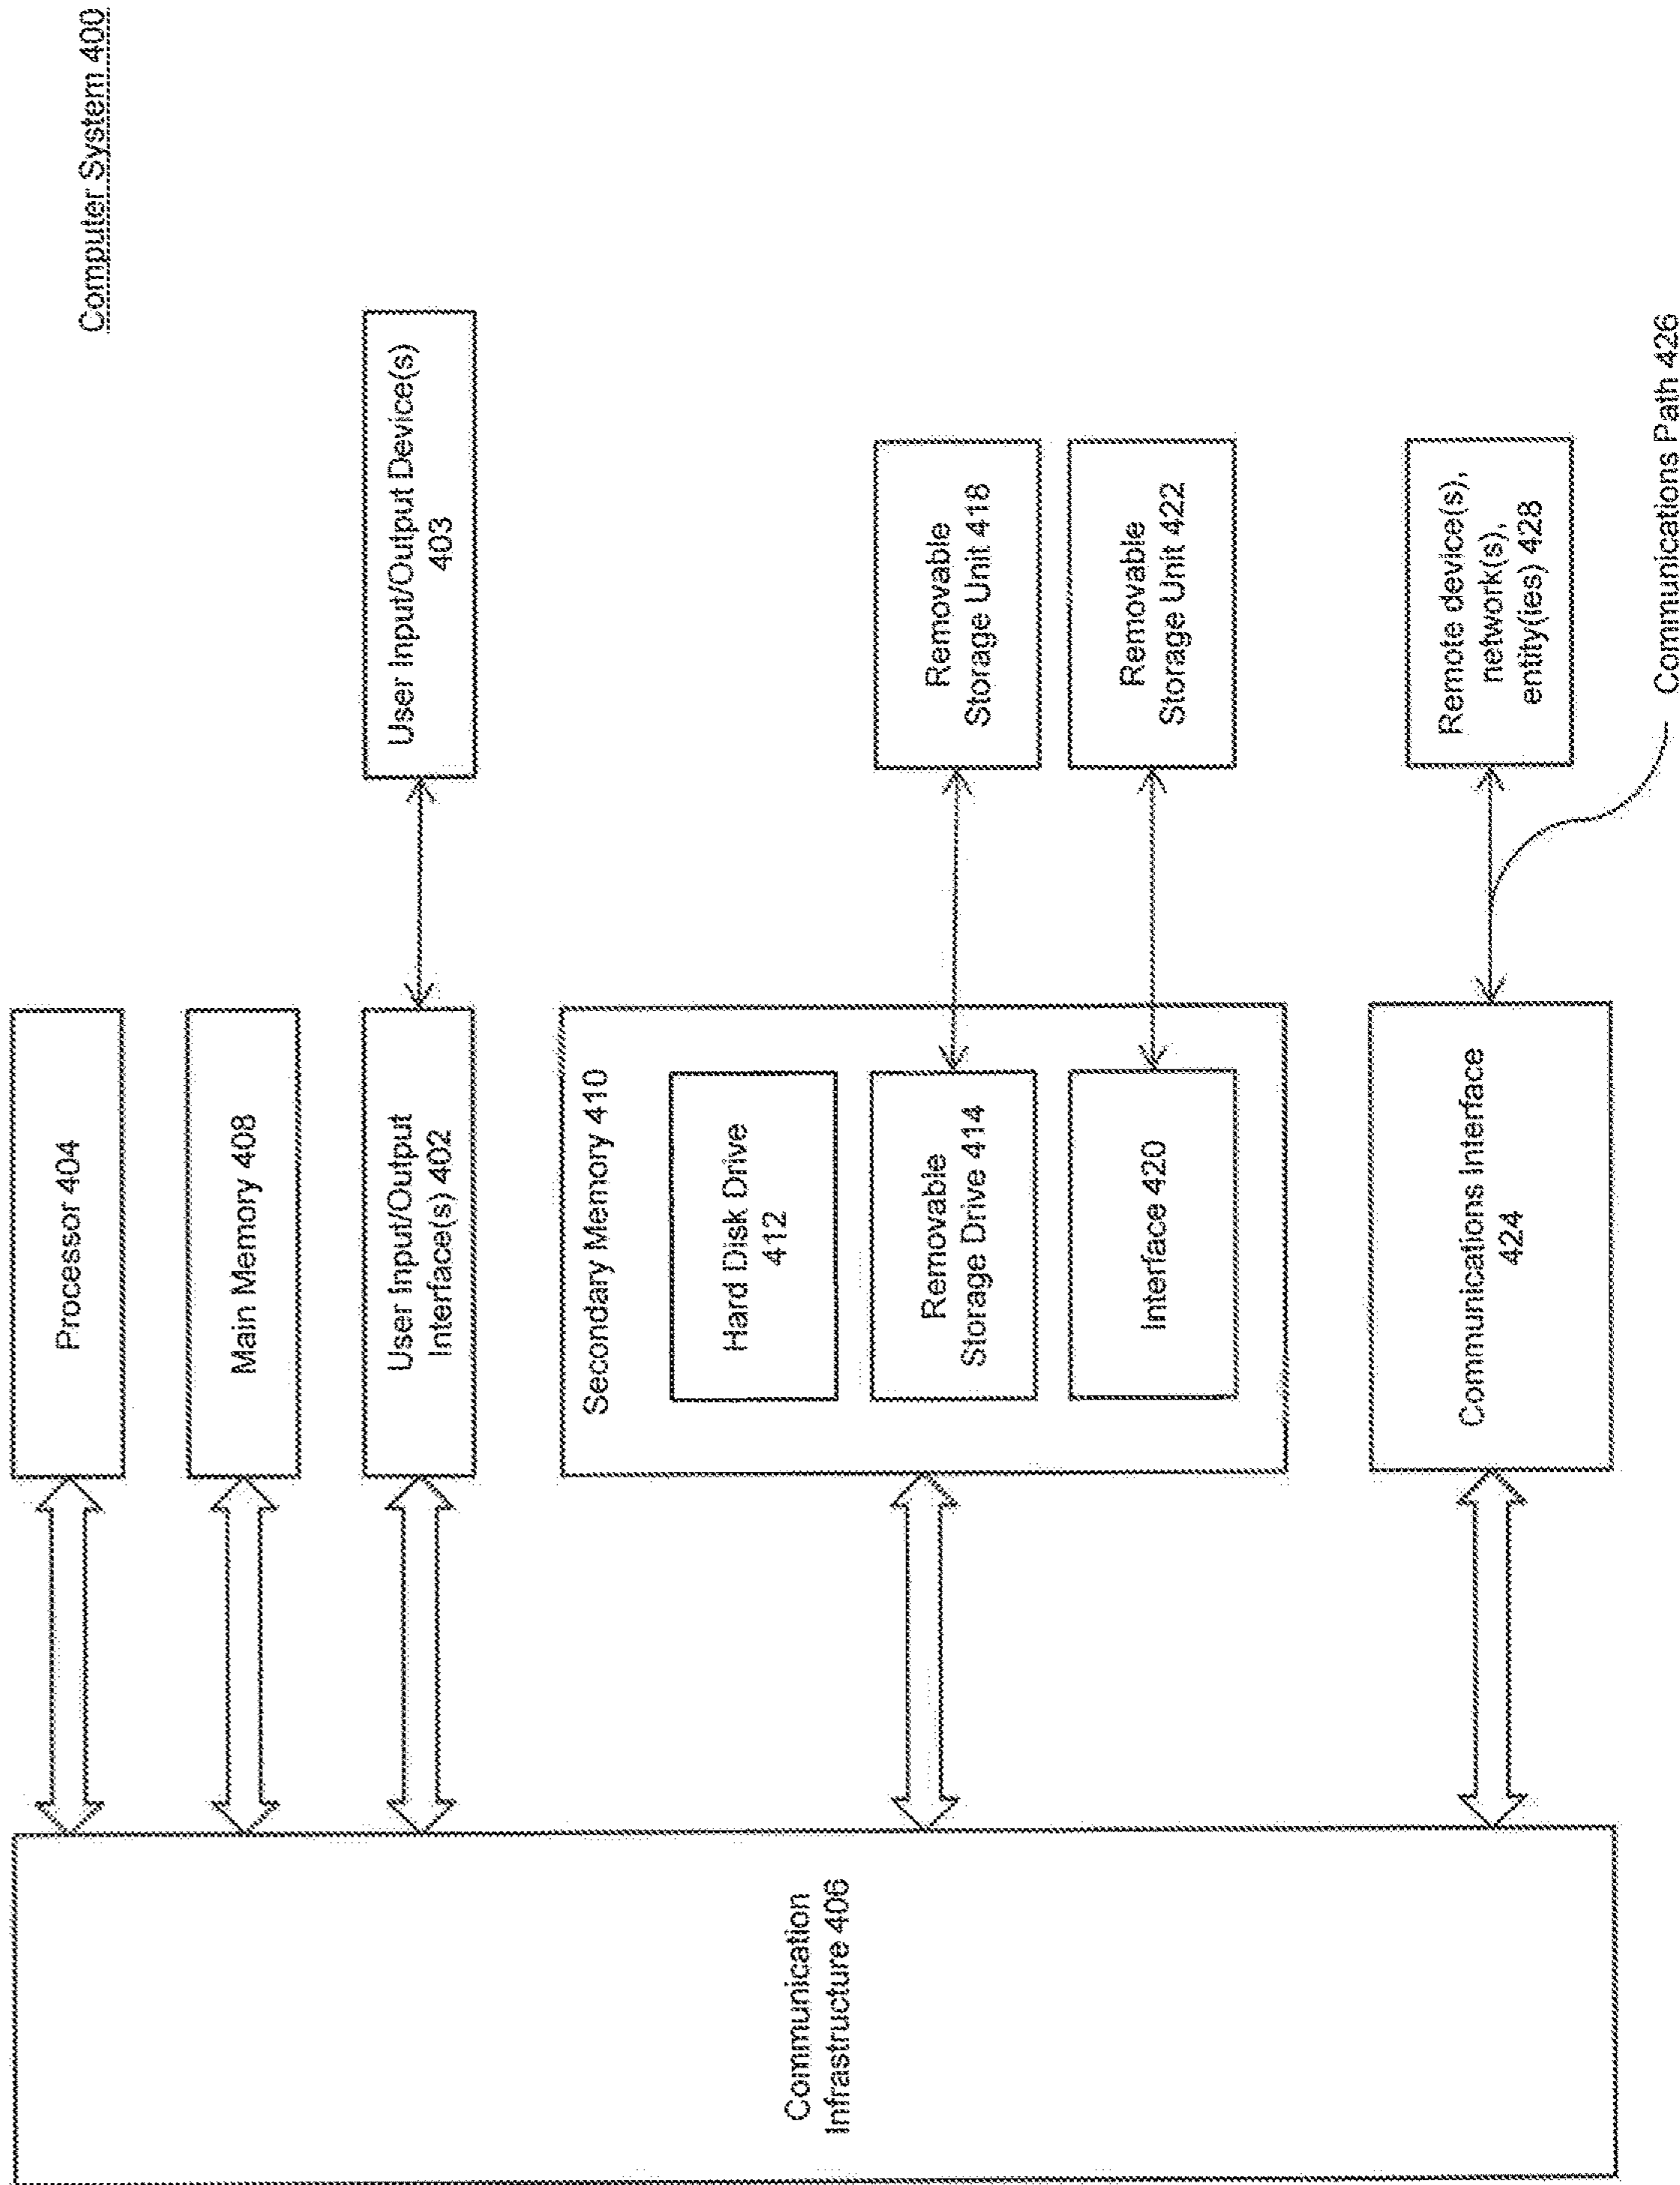 Computer System 400
Processor 404
Main Memory 408
User Input/Output
Interface(s) 402
User Input/Output Device(s)
403
Communication
Infrastructure 406
Secondary Memory 410
Hard Disk Drive
412
Removable
Storage Drive 414
Removable
Storage Unit 418
Interface 420
Removable
Storage Unit 422
Communications Interface
424
Remote device(s),
network(s),
entity(ies) 428
Communications Path 426